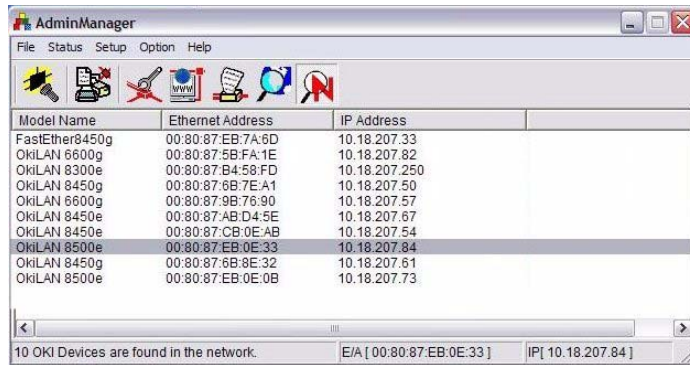 AdminManager
File Status Setup Option Help
Model Name Ethernet Address IP Address
FastEther8450g 00:80:87:EB:7A:6D 10.18.207.33
OkiLAN 6600g 00:80:87:5B:FA:1E 10.18.207.82
OkiLAN 8300e 00:80:87:B4:58:FD 10.18.207.250
OkiLAN 8450g 00:80:87:6B:7E:A1 10.18.207.50
OkiLAN 6600g 00:80:87:9B:76:90 10.18.207.57
OkiLAN 8450e 00:80:87:AB:D4:5E 10.18.207.67
OkiLAN 8450e 00:80:87:CB:0E:AB 10.18.207.54
OkiLAN 8500e 00:80:87:EB:0E:33 10.18.207.84
OkiLAN 8450g 00:80:87:6B:8E:32 10.18.207.61
OkiLAN 8500e 00:80:87:EB:0E:0B 10.18.207.73
10 OKI Devices are found in the network. E/A [ 00:80:87:EB:0E:33 ] IP[ 10.18.207.84 ]